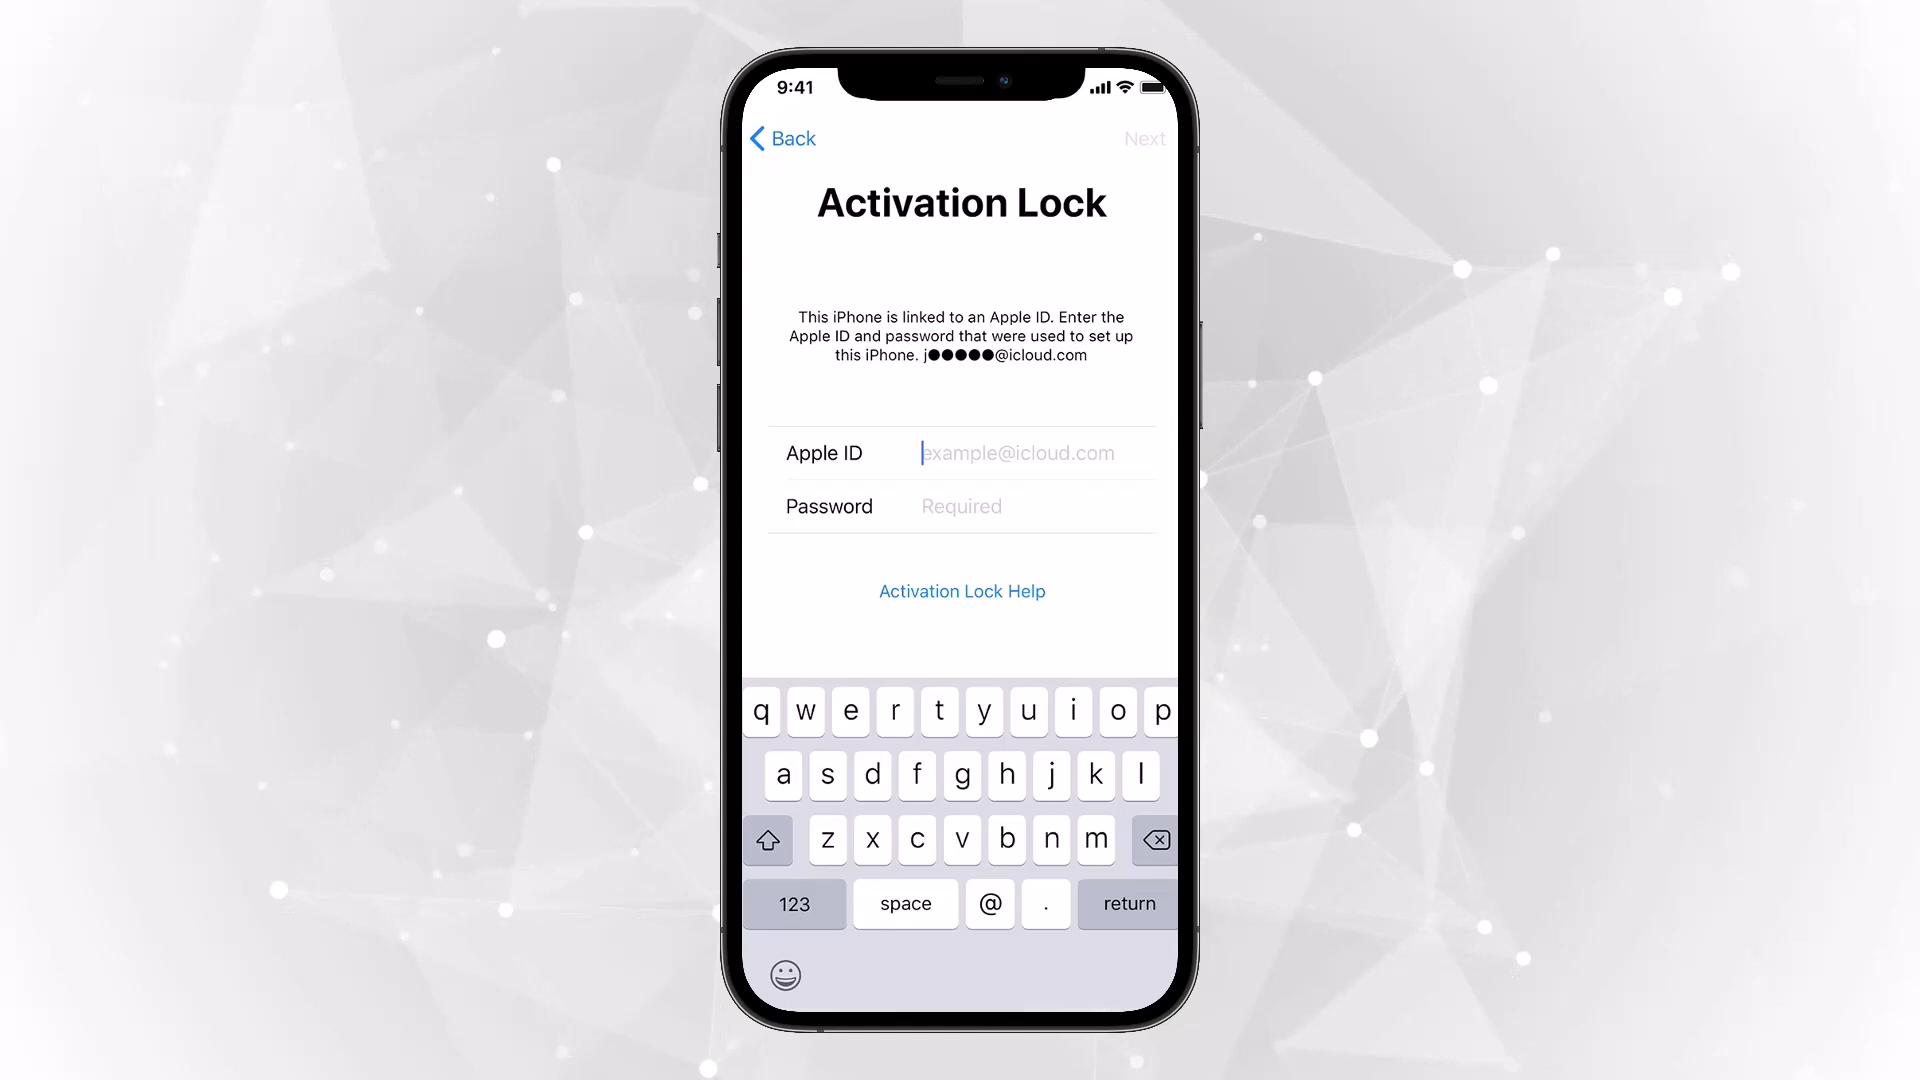 9:41
Back
Next
Activation Lock
This iPhone is linked to an Apple ID. Enter the
Apple ID and password that were used to set up
this iPhone. j●●●●●@icloud.com
Apple ID example@icloud.com
Password Required
Activation Lock Help
q w e r t y u i o p
a s d f g h j k l
z x c v b n m
123 space @ . return